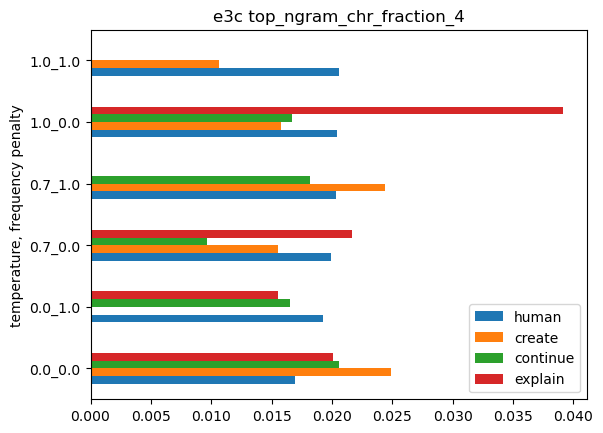 e3c top_ngram_chr_fraction_4
temperature, frequency penalty
1.0_1.0
1.0_0.0
0.7_1.0
0.7_0.0
0.0_1.0
0.0_0.0
human
create
continue
explain
0.000 0.005 0.010 0.015 0.020 0.025 0.030 0.035 0.040